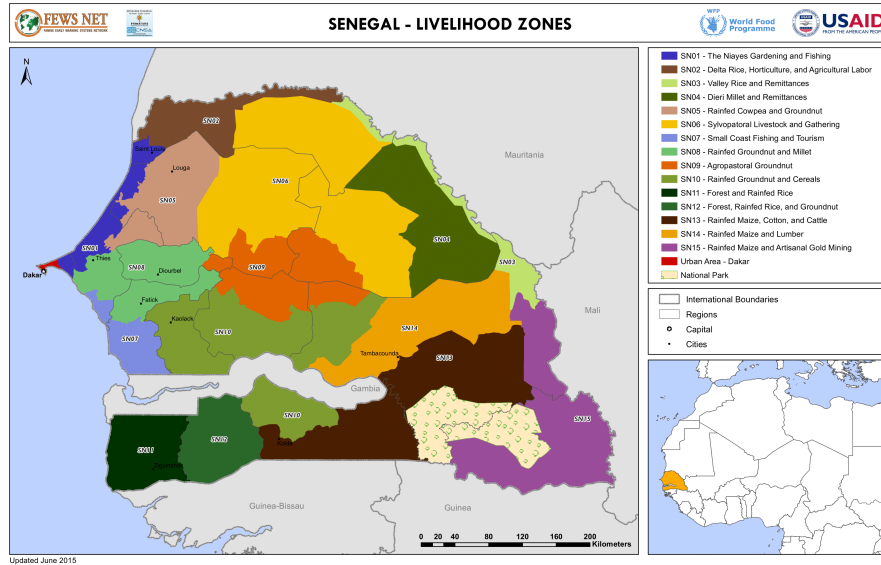 FEWS NET
FAMINE EARLY WARNING SYSTEMS NETWORK
SENEGAL - LIVELIHOOD ZONES
WFP
World Food
Programme
USAID
FROM THE AMERICAN PEOP
N
SN02
Saint Louis
Louga
SN05
SN06
Mauritania
SN01
Thies
SN04
SN03
Dakar
SN08
Diourbel
SN09
Fatick
Kaolack
SN10
SN07
SN14
Mali
Tambacounda
SN13
Gambia
SN10
SN15
SN11
SN12
Kolda
Ziguinchor
Guinea-Bissau
Guinea
0 20 40 80 120 160 200
Kilometers
SN01 - The Niayes Gardening and Fishing
SN02 - Delta Rice, Horticulture, and Agricultural Labor
SN03 - Valley Rice and Remittances
SN04 - Dieri Millet and Remittances
SN05 - Rainfed Cowpea and Groundnut
SN06 - Sylvopatoral Livestock and Gathering
SN07 - Small Coast Fishing and Tourism
SN08 - Rainfed Groundnut and Millet
SN09 - Agropastoral Groundnut
SN10 - Rainfed Groundnut and Cereals
SN11 - Forest and Rainfed Rice
SN12 - Forest, Rainfed Rice, and Groundnut
SN13 - Rainfed Maize, Cotton, and Cattle
SN14 - Rainfed Maize and Lumber
SN15 - Rainfed Maize and Artisanal Gold Mining
Urban Area - Dakar
National Park
International Boundaries
Regions
Capital
Cities
Updated June 2015